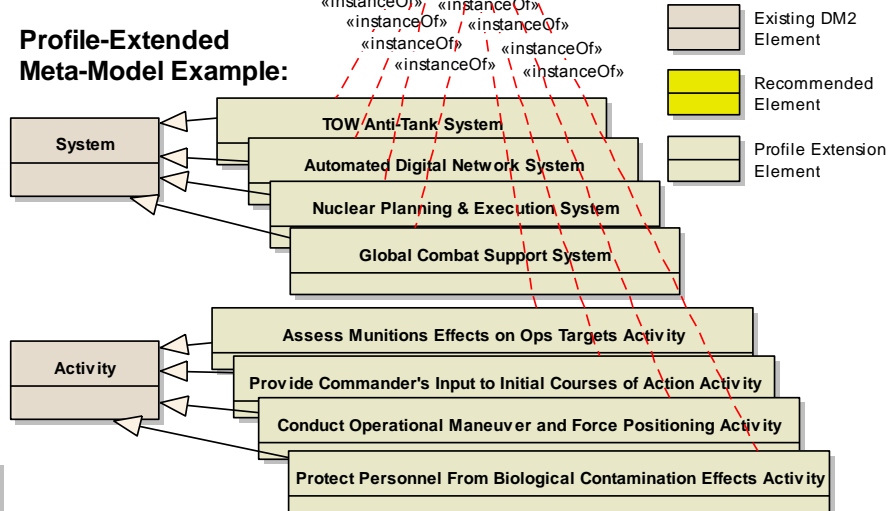 «instanceOf»
«instanceOf»
«instanceOf»
«instanceOf»
«instanceOf»
«instanceOf»
«instanceOf»
«instanceOf»
Profile-Extended
Meta-Model Example:
Existing DM2
Element
Recommended
Element
Profile Extension
Element
System
TOW Anti-Tank System
Automated Digital Network System
Nuclear Planning & Execution System
Global Combat Support System
Activity
Assess Munitions Effects on Ops Targets Activity
Provide Commander's Input to Initial Courses of Action Activity
Conduct Operational Maneuver and Force Positioning Activity
Protect Personnel From Biological Contamination Effects Activity